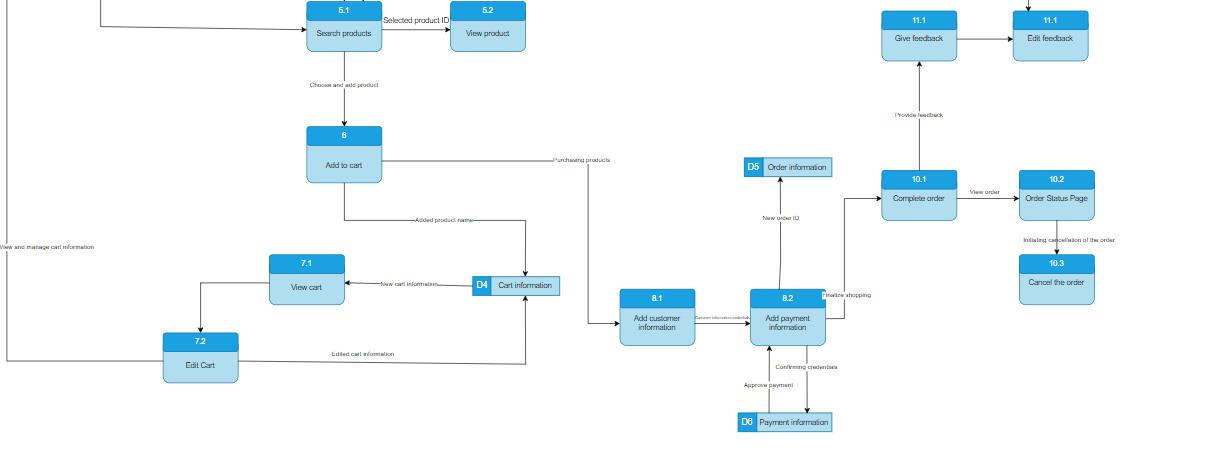 5.1
Search products
Selected product ID
5.2
View product
11.1
Give feedback
11.1
Edit feedback
Choose and add product
Provide feedback
6
Add to cart
Purchasing products
D5 Order information
10.1
Complete order
View order
10.2
Order Status Page
Added product name
New order ID
Initiating cancellation of the order
View and manage cart information
7.1
View cart
New cart information
D4 Cart information
10.3
Cancel the order
8.1
Add customer
information
Customer information credentials
8.2
Add payment
information
Finalize shopping
7.2
Edit Cart
Edited cart information
Confirming credentials
Approve payment
D6 Payment information